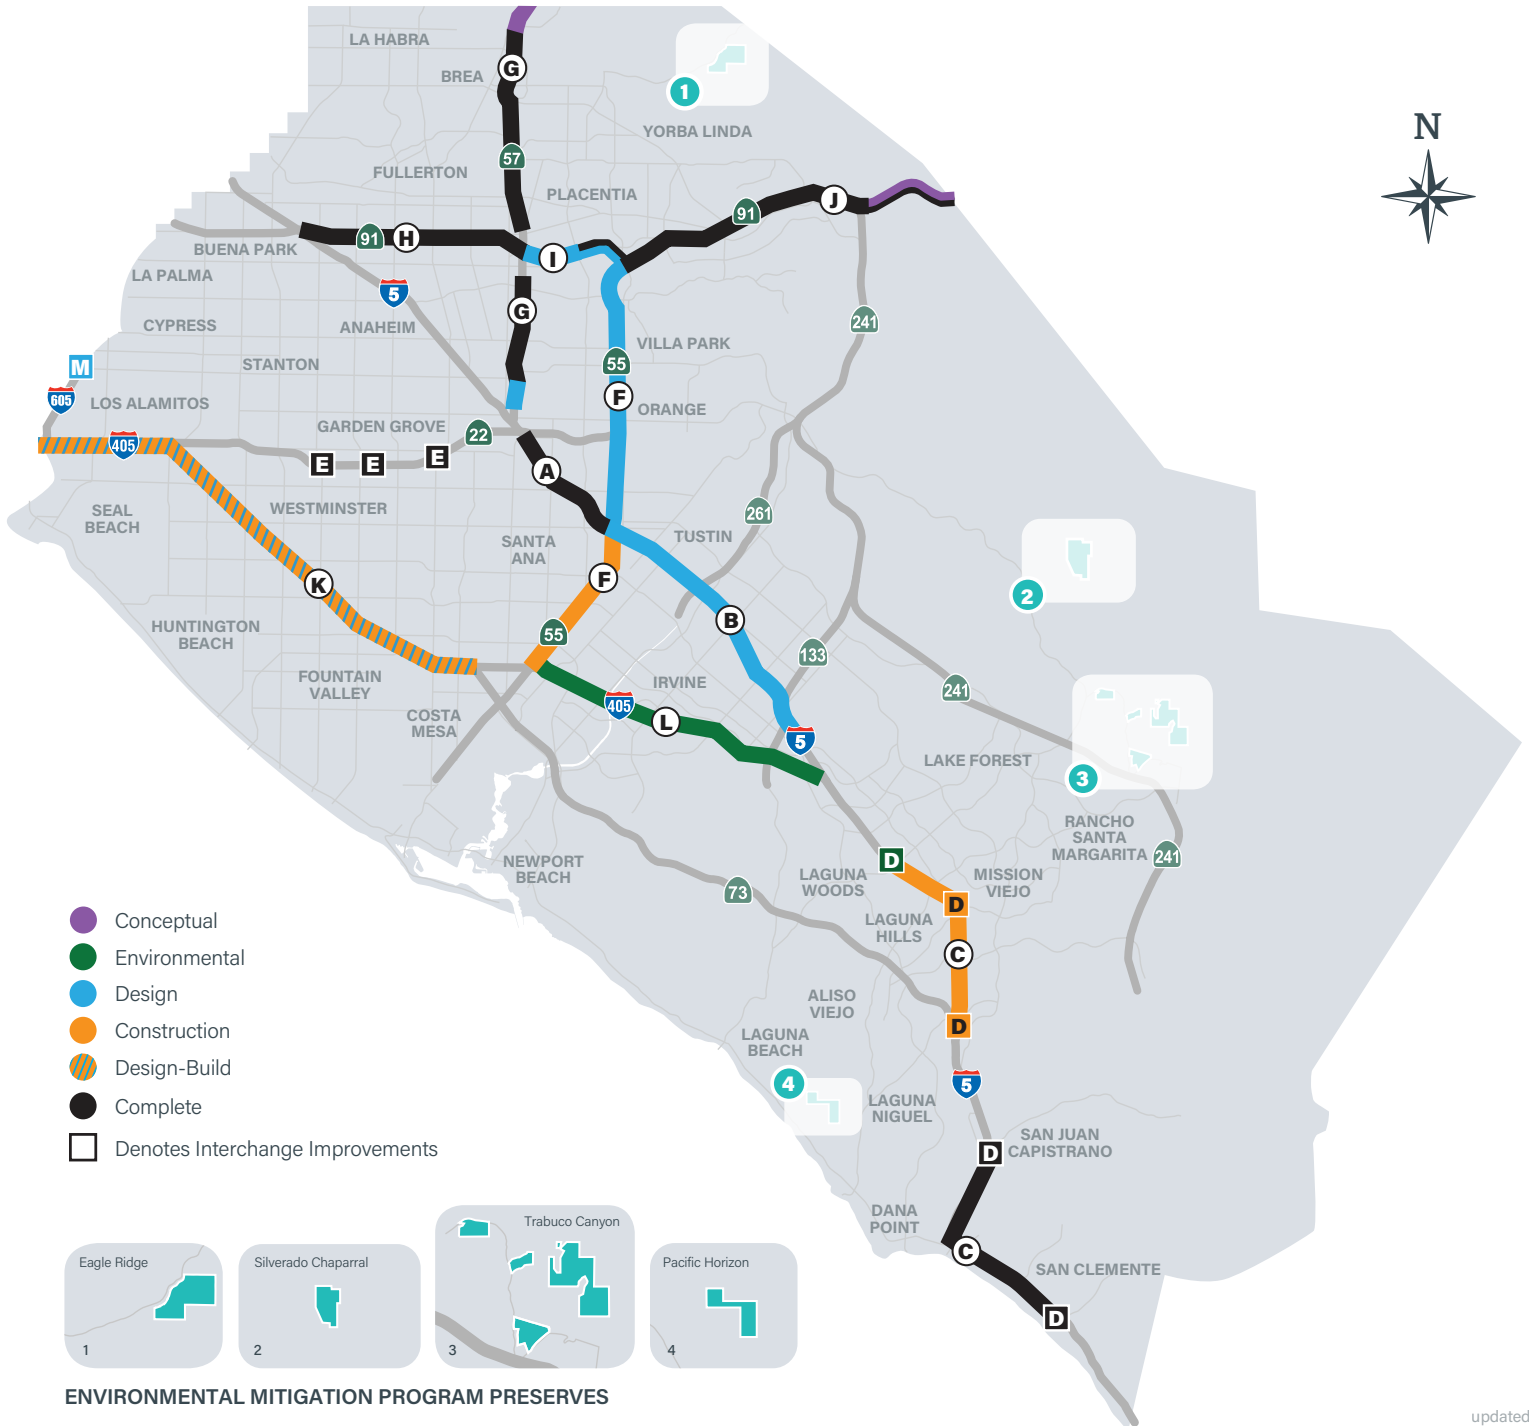 LA HABRA
G
BREA
1
YORBA LINDA
N
57
FULLERTON
PLACENTIA
91
J
91
H
I
BUENA PARK
LA PALMA
5
G
CYPRESS
ANAHEIM
241
VILLA PARK
STANTON
55
M
605
F
LOS ALAMITOS
ORANGE
GARDEN GROVE
22
405
E
E
E
A
SEAL
BEACH
WESTMINSTER
261
SANTA
ANA
TUSTIN
K
F
2
B
HUNTINGTON
BEACH
55
133
FOUNTAIN
VALLEY
IRVINE
241
COSTA
MESA
405
L
5
LAKE FOREST
3
RANCHO
SANTA
MARGARITA
241
NEWPORT
BEACH
73
D
LAGUNA
WOODS
MISSION
VIEJO
D
LAGUNA
HILLS
C
ALISO
VIEJO
D
LAGUNA
BEACH
4
5
LAGUNA
NIGUEL
SAN JUAN
CAPISTRANO
D
DANA
POINT
C
SAN CLEMENTE
D
Conceptual
Environmental
Design
Construction
Design-Build
Complete
Denotes Interchange Improvements
Eagle Ridge
1
Silverado Chaparral
2
Trabuco Canyon
3
Pacific Horizon
4
ENVIRONMENTAL MITIGATION PROGRAM PRESERVES
updated